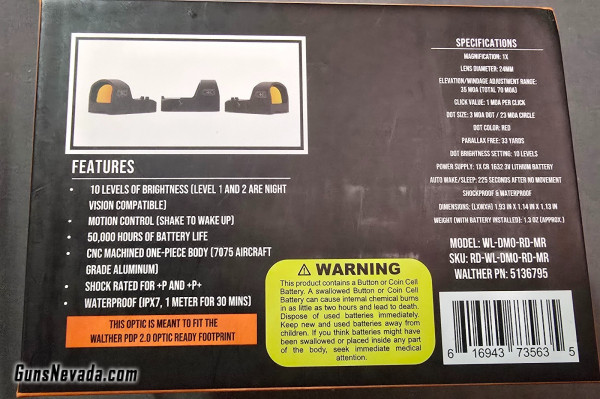 SPECIFICATIONS
MAGNIFICATION: 1X
LENS DIAMETER: 24MM
ELEVATION/WINDAGE ADJUSTMENT RANGE:
35 MOA (TOTAL 70 MOA)
CLICK VALUE: 1 MOA PER CLICK
DOT SIZE: 3 MOA DOT / 23 MOA CIRCLE
DOT COLOR: RED
PARALLAX FREE: 33 YARDS
DOT BRIGHTNESS SETTING: 10 LEVELS
POWER SUPPLY: 1X CR 1632 3V LITHIUM BATTERY
AUTO WAKE/SLEEP: 225 SECONDS AFTER NO MOVEMENT
SHOCKPROOF & WATERPROOF
DIMENSIONS: (LXWXH) 1.93 IN X 1.14 IN X 1.13 IN
WEIGHT (WITH BATTERY INSTALLED): 1.3 OZ (APPROX.)
MODEL: WL-DMO-RD-MR
SKU: RD-WL-DMO-RD-MR
WALTHER PN: 5136795
FEATURES
• 10 LEVELS OF BRIGHTNESS (LEVEL 1 AND 2 ARE NIGHT
VISION COMPATIBLE)
• MOTION CONTROL (SHAKE TO WAKE UP)
• 50,000 HOURS OF BATTERY LIFE
• CNC MACHINED ONE-PIECE BODY (7075 AIRCRAFT
GRADE ALUMINUM)
• SHOCK RATED FOR +P AND +P+
• WATERPROOF (IPX7, 1 METER FOR 30 MINS)
THIS OPTIC IS MEANT TO FIT THE
WALTHER PDP 2.0 OPTIC READY FOOTPRINT
⚠ WARNING
This product contains a Button or Coin Cell
Battery. A swallowed Button or Coin Cell
Battery can cause internal chemical burns
in as little as two hours and lead to death.
Dispose of used batteries immediately.
Keep new and used batteries away from
children. If you think batteries might have
been swallowed or placed inside any part
of the body, seek immediate medical
attention.
6 16943 73563 5
GunsNevada.com